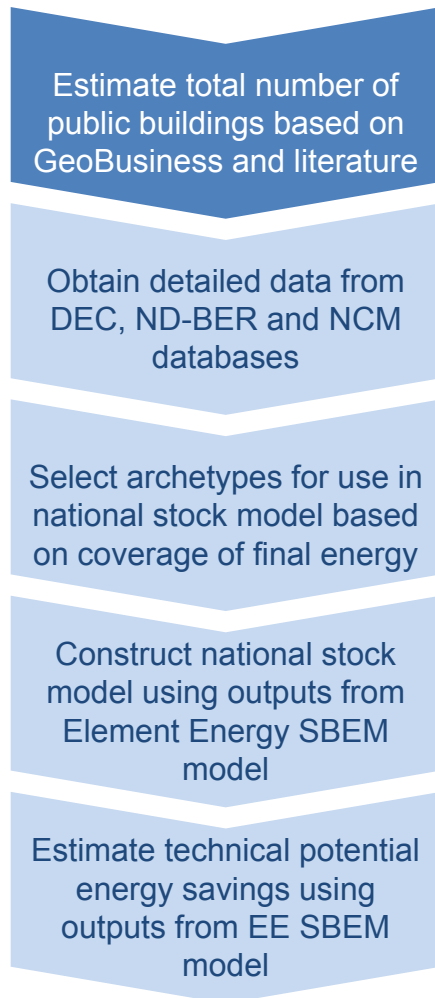 Estimate total number of
public buildings based on
GeoBusiness and literature
Obtain detailed data from
DEC, ND-BER and NCM
databases
Select archetypes for use in
national stock model based
on coverage of final energy
Construct national stock
model using outputs from
Element Energy SBEM
model
Estimate technical potential
energy savings using
outputs from EE SBEM
model